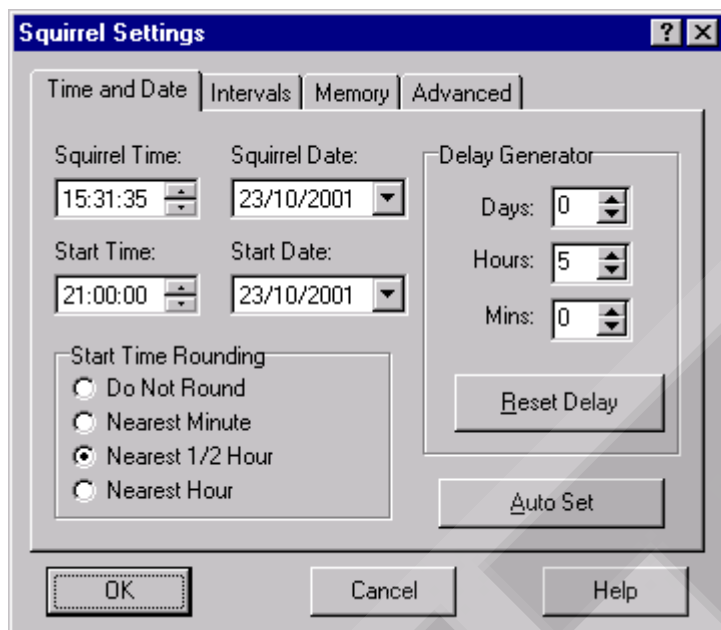 Squirrel Settings
Time and Date Intervals Memory Advanced
Squirrel Time: Squirrel Date:
15:31:35 23/10/2001
Start Time: Start Date:
21:00:00 23/10/2001
Start Time Rounding
Do Not Round
Nearest Minute
Nearest 1/2 Hour
Nearest Hour
Delay Generator
Days: 0
Hours: 5
Mins: 0
Reset Delay
Auto Set
OK Cancel Help